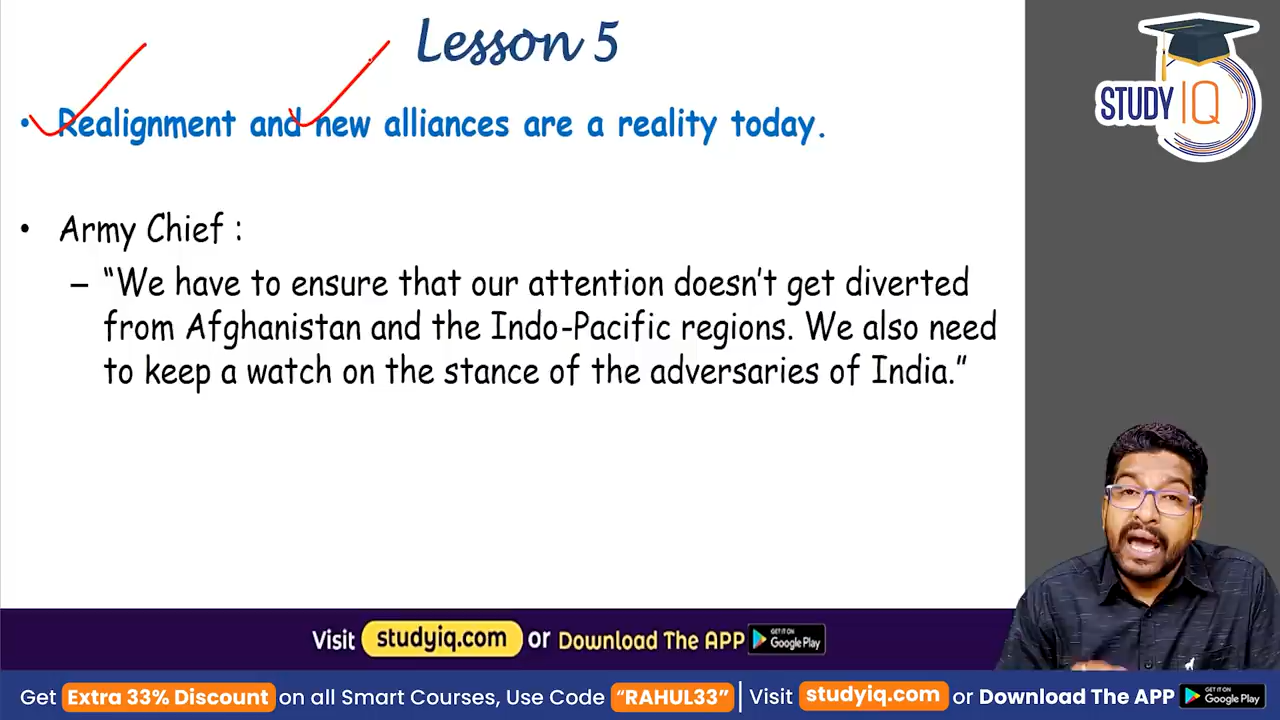 Lesson 5
STUDY IQ
• Realignment and new alliances are a reality today.
• Army Chief :
– “We have to ensure that our attention doesn’t get diverted
from Afghanistan and the Indo-Pacific regions. We also need
to keep a watch on the stance of the adversaries of India.”
Visit studyiq.com or Download The APP GET IT ON Google Play
Get Extra 33% Discount on all Smart Courses, Use Code “RAHUL33” | Visit studyiq.com or Download The APP GET IT ON Google Play